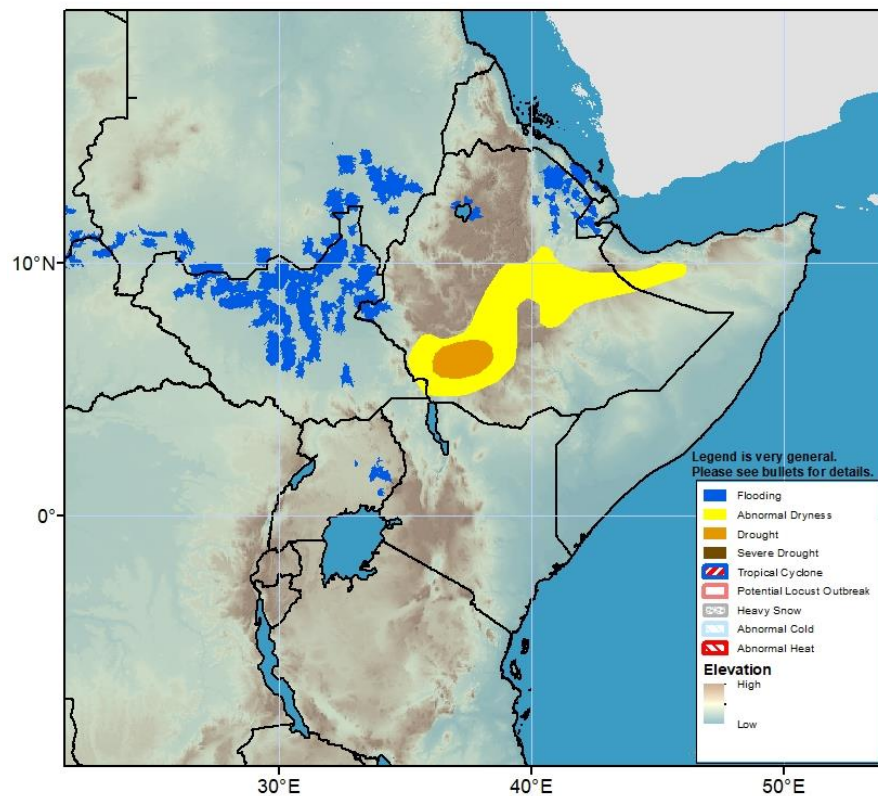 10°N
0°
Legend is very general.
Please see bullets for details.
Flooding
Abnormal Dryness
Drought
Severe Drought
Tropical Cyclone
Potential Locust Outbreak
Heavy Snow
Abnormal Cold
Abnormal Heat
Elevation
High
Low
30°E
40°E
50°E